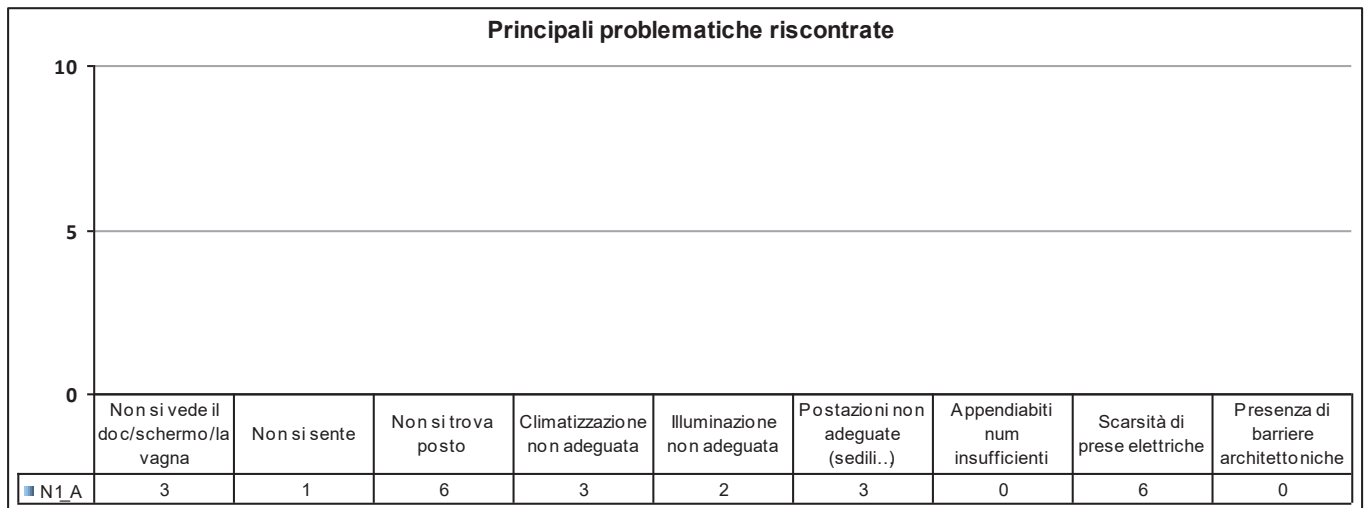 Principali problematiche riscontrate
10
5
0
Non si vede il
doc/schermo/la
vagna
Non si sente
Non si trova
posto
Climatizzazione
non adeguata
Illuminazione
non adeguata
Postazioni non
adeguate
(sedili..)
Appendiabiti
num
insufficienti
Scarsità di
prese elettriche
Presenza di
barriere
architettoniche
N1_A 3 1 6 3 2 3 0 6 0